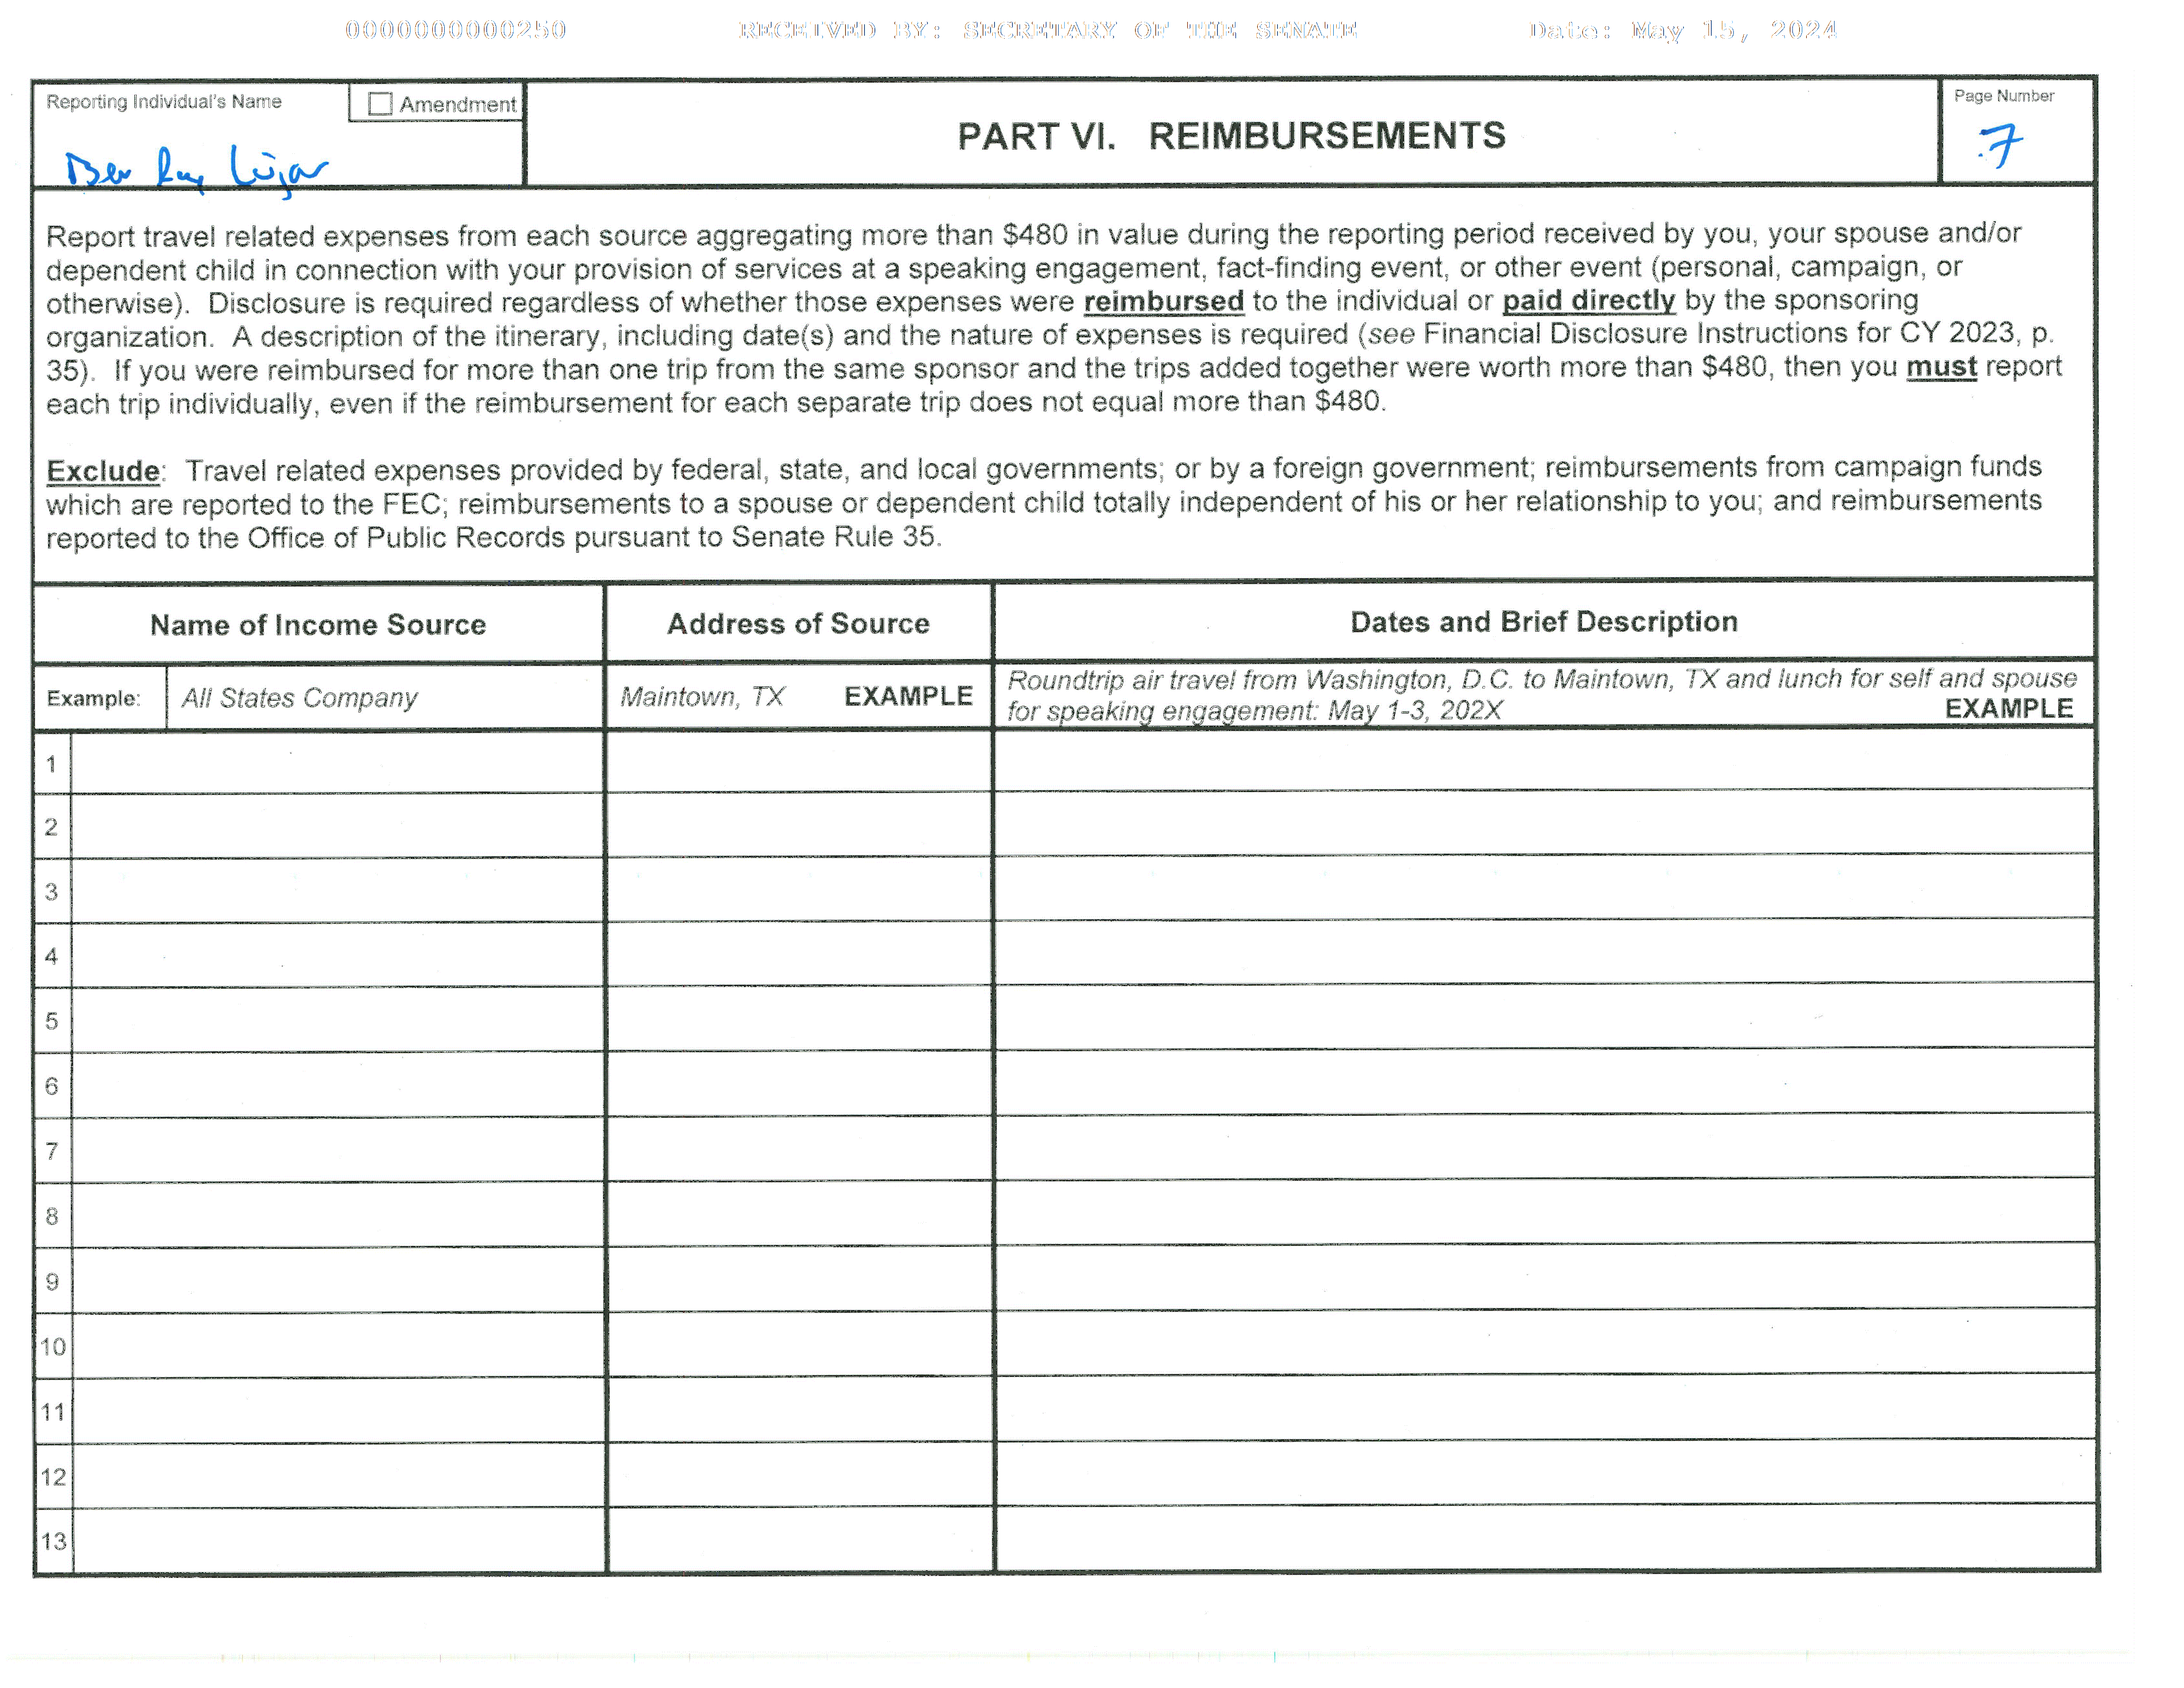 0000000000250 RECEIVED BY: SECRETARY OF THE SENATE Date: May 15, 2024
Reporting Individual's Name
Amendment
Ben Ray Luján
PART VI. REIMBURSEMENTS
Page Number
7
Report travel related expenses from each source aggregating more than $480 in value during the reporting period received by you, your spouse and/or
dependent child in connection with your provision of services at a speaking engagement, fact-finding event, or other event (personal, campaign, or
otherwise). Disclosure is required regardless of whether those expenses were reimbursed to the individual or paid directly by the sponsoring
organization. A description of the itinerary, including date(s) and the nature of expenses is required (see Financial Disclosure Instructions for CY 2023, p.
35). If you were reimbursed for more than one trip from the same sponsor and the trips added together were worth more than $480, then you must report
each trip individually, even if the reimbursement for each separate trip does not equal more than $480.
Exclude: Travel related expenses provided by federal, state, and local governments; or by a foreign government; reimbursements from campaign funds
which are reported to the FEC; reimbursements to a spouse or dependent child totally independent of his or her relationship to you; and reimbursements
reported to the Office of Public Records pursuant to Senate Rule 35.
Name of Income Source Address of Source Dates and Brief Description
Example: All States Company Maintown, TX EXAMPLE Roundtrip air travel from Washington, D.C. to Maintown, TX and lunch for self and spouse
for speaking engagement: May 1-3, 202X EXAMPLE
1
2
3
4
5
6
7
8
9
10
11
12
13